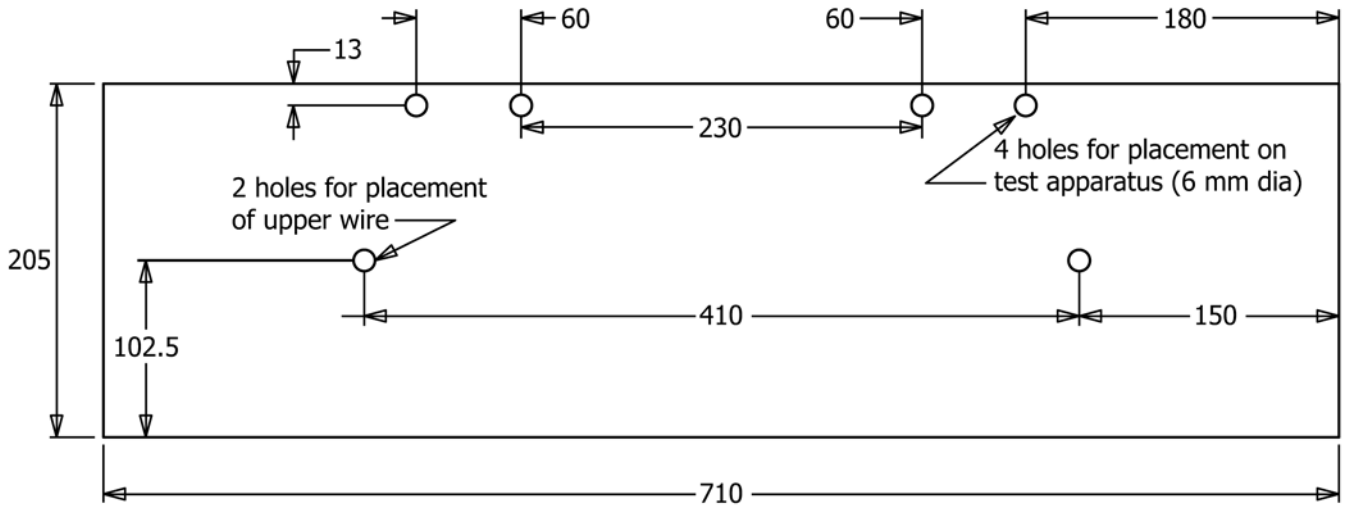 60
60
180
13
230
4 holes for placement on
test apparatus (6 mm dia)
2 holes for placement
of upper wire
205
410
150
102.5
710